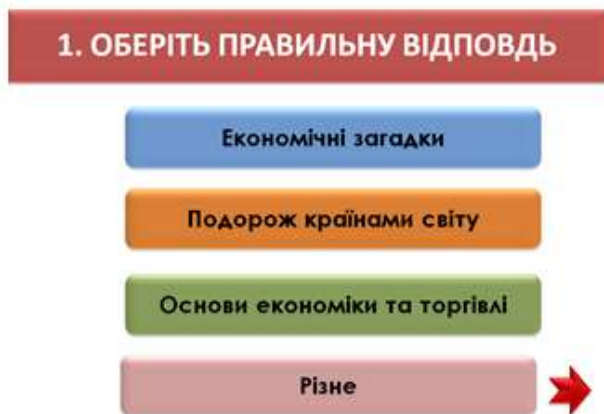 1. ОБЕРІТЬ ПРАВИЛЬНУ ВІДПОВДЬ
Економічні загадки
Подорож країнами світу
Основи економіки та торгівлі
Різне